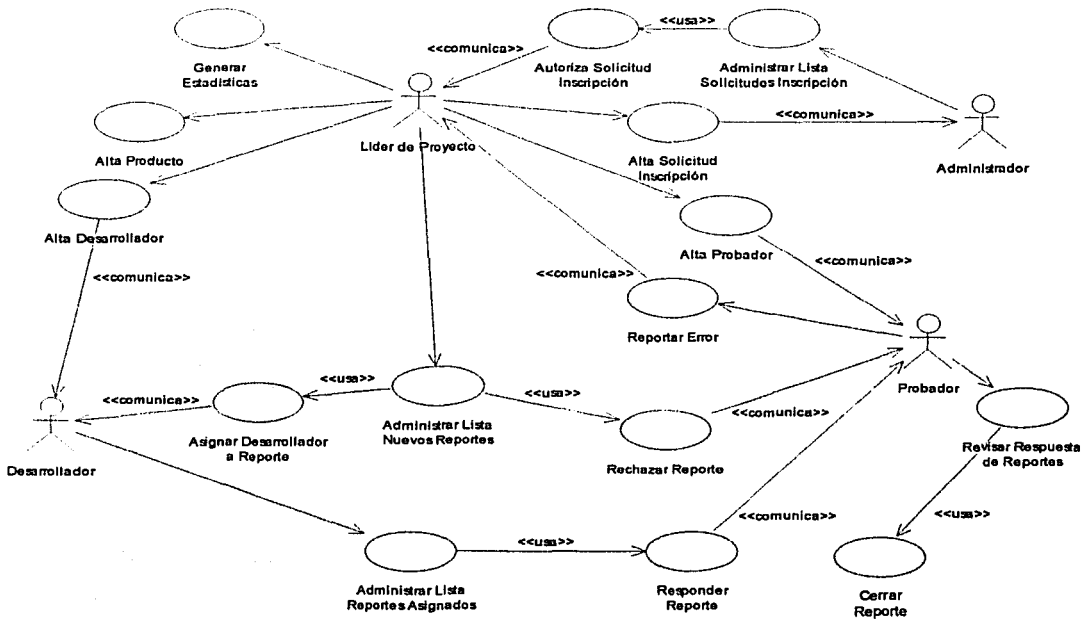 <<usa>>
<<comunica>>
Generar
Estadísticas
Autoriza Solicitud
Inscripción
Administrar Lista
Solicitudes Inscripción
<<comunica>>
Alta Producto
Líder de Proyecto
Alta Solicitud
Inscripción
Administrador
Alta Desarrollador
Alta Probador
<<comunica>>
<<comunica>>
Reportar Error
Probador
<<usa>>
<<comunica>>
<<usa>>
<<comunica>>
Asignar Desarrollador
a Reporte
Administrar Lista
Nuevos Reportes
Rechazar Reporte
Revisar Respuesta
de Reportes
Desarrollador
<<comunica>>
<<usa>>
<<usa>>
Administrar Lista
Reportes Asignados
Responder
Reporte
Cerrar
Reporte